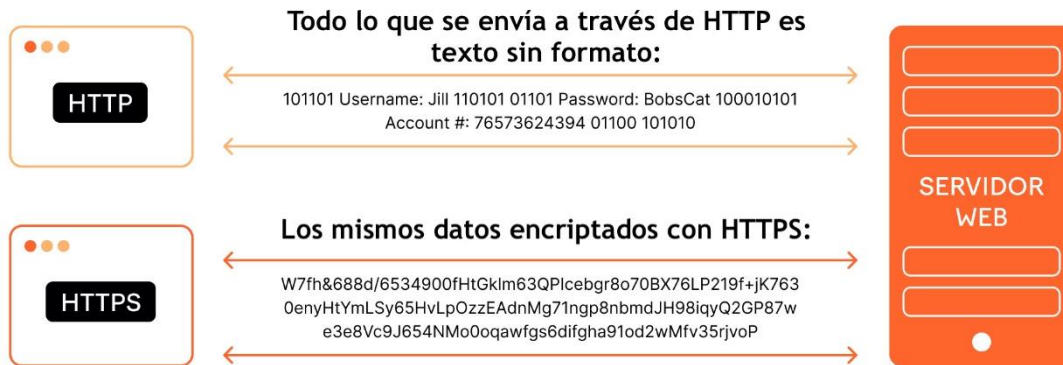 Todo lo que se envía a través de HTTP es
texto sin formato:
HTTP
101101 Username: Jill 110101 01101 Password: BobsCat 100010101
Account #: 76573624394 01100 101010
SERVIDOR
WEB
Los mismos datos encriptados con HTTPS:
HTTPS
W7fh&688d/6534900fHtGklm63QPIcebgr8o70BX76LP219f+jK763
0enyHtYmLSy65HvLpOzzEAdnMg71ngp8nbmdJH98iqyQ2GP87w
e3e8Vc9J654NMo0oqawfgs6difgha91od2wMfv35rjvoP